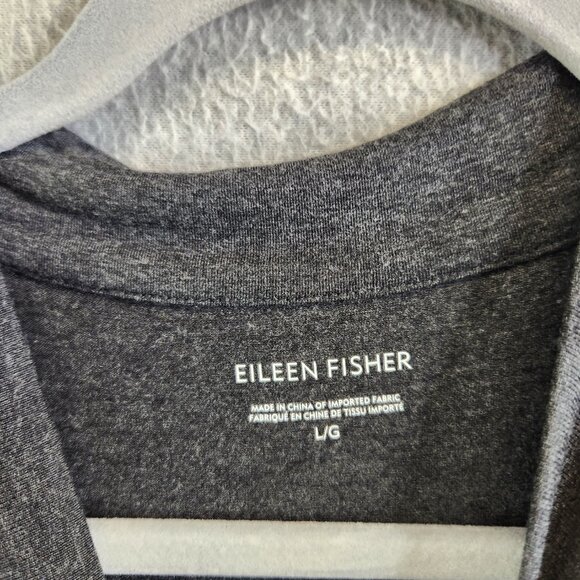 EILEEN FISHER
MADE IN CHINA OF IMPORTED FABRIC
FABRIQUÉ EN CHINE DE TISSU IMPORTÉ
L/G